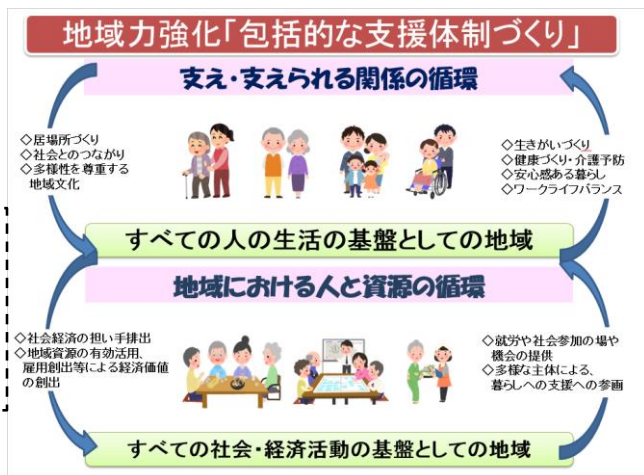 地域力強化「包括的な支援体制づくり」
支え・支えられる関係の循環
◇居場所づくり
◇社会とのつながり
◇多様性を尊重する
地域文化
◇生きがいづくり
◇健康づくり・介護予防
◇安心感ある暮らし
◇ワークライフバランス
すべての人の生活の基盤としての地域
地域における人と資源の循環
◇社会経済の担い手排出
◇地域資源の有効活用、
雇用創出等による経済価値
の創出
◇就労や社会参加の場や
機会の提供
◇多様な主体による、
暮らしへの支援への参画
すべての社会・経済活動の基盤としての地域